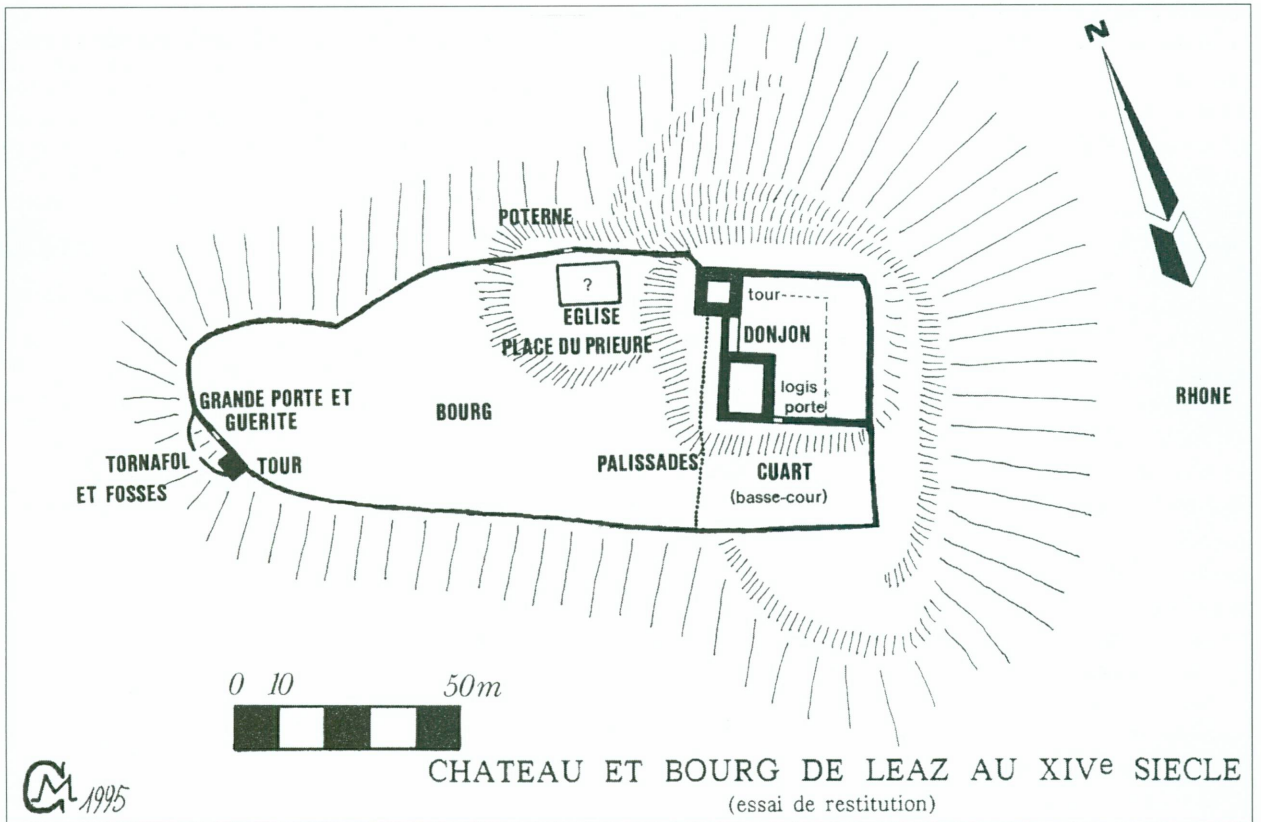 N
POTERNE
?
EGLISE
PLACE DU PRIEURE
tour
DONJON
logis
porte
RHONE
GRANDE PORTE ET
GUERITE
BOURG
TORNAFOL
ET FOSSES
TOUR
PALISSADES
CUART
(basse-cour)
0 10 50m
CHATEAU ET BOURG DE LEAZ AU XIVe SIECLE
(essai de restitution)
1995